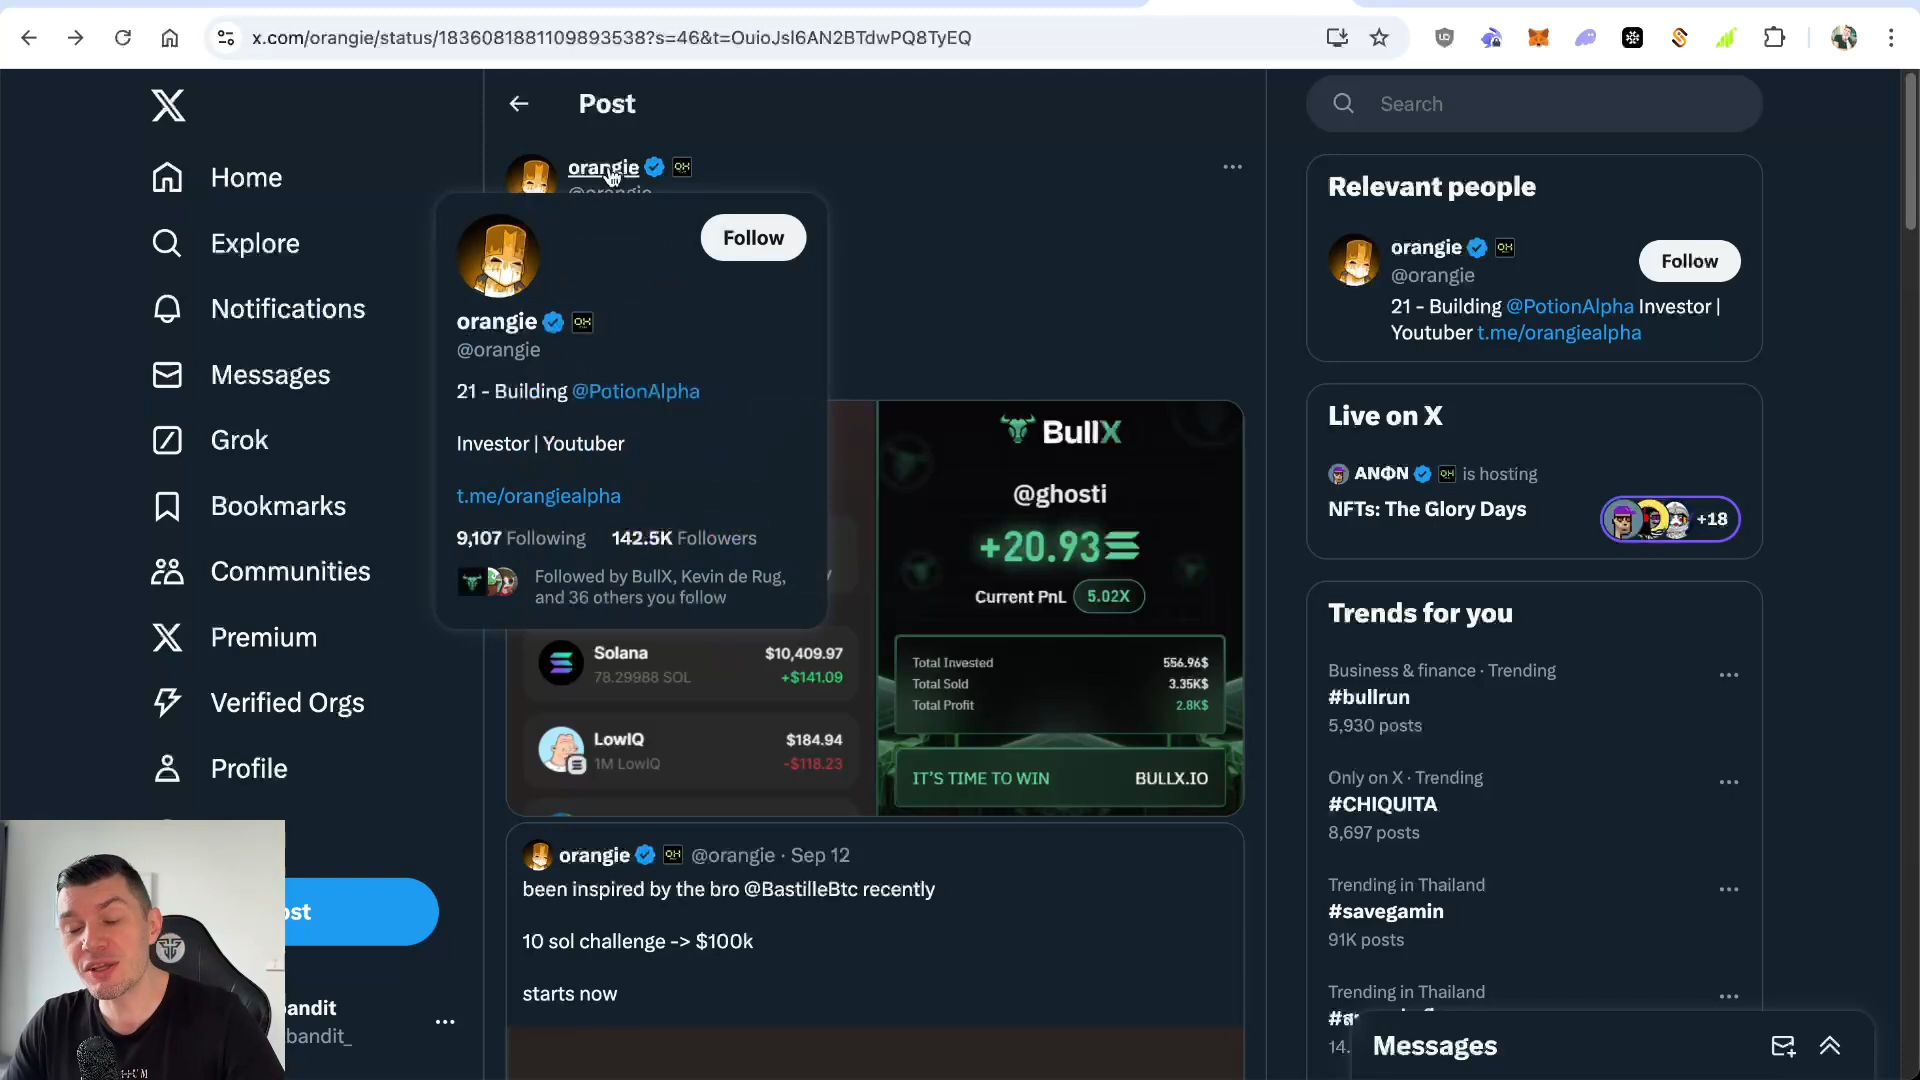 x.com/orangie/status/1836081881109893538?s=46&t=OuioJsl6AN2BTdwPQ8TyEQ
Home
Explore
Notifications
Messages
Grok
Bookmarks
Communities
Premium
Verified Orgs
Profile
ost
bandit
bandit_
Post
orangie
@orangie
Follow
orangie
@orangie
21 - Building @PotionAlpha
Investor | Youtuber
t.me/orangiealpha
9,107 Following 142.5K Followers
Followed by BullX, Kevin de Rug,
and 36 others you follow
Solana
$10,409.97
78.29988 SOL
+$141.09
LowIQ
$184.94
1M LowIQ
-$118.23
BullX
@ghosti
+20.93
Current PnL 5.02X
Total Invested 556.96$
Total Sold 3.35K$
Total Profit 2.8K$
IT'S TIME TO WIN BULLX.IO
orangie @orangie · Sep 12
been inspired by the bro @BastilleBtc recently
10 sol challenge -> $100k
starts now
Search
Relevant people
orangie
@orangie
Follow
21 - Building @PotionAlpha Investor |
Youtuber t.me/orangiealpha
Live on X
ANΦN is hosting
NFTs: The Glory Days
+18
Trends for you
Business & finance · Trending
#bullrun
5,930 posts
Only on X · Trending
#CHIQUITA
8,697 posts
Trending in Thailand
#savegamin
91K posts
Trending in Thailand
14.
Messages